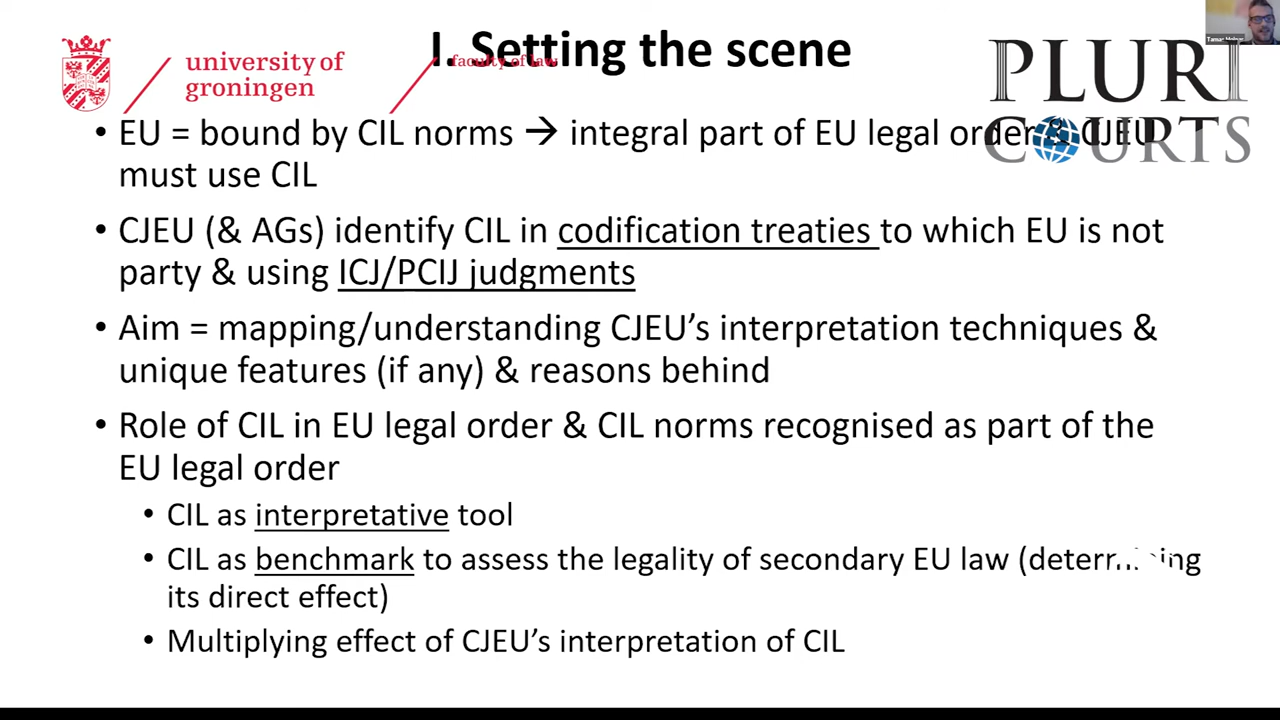 I. Setting the scene
university of
groningen
faculty of law
PLURI
COURTS
• EU = bound by CIL norms → integral part of EU legal order & CJEU
must use CIL
• CJEU (& AGs) identify CIL in codification treaties to which EU is not
party & using ICJ/PCIJ judgments
• Aim = mapping/understanding CJEU’s interpretation techniques &
unique features (if any) & reasons behind
• Role of CIL in EU legal order & CIL norms recognised as part of the
EU legal order
• CIL as interpretative tool
• CIL as benchmark to assess the legality of secondary EU law (determining
its direct effect)
• Multiplying effect of CJEU’s interpretation of CIL